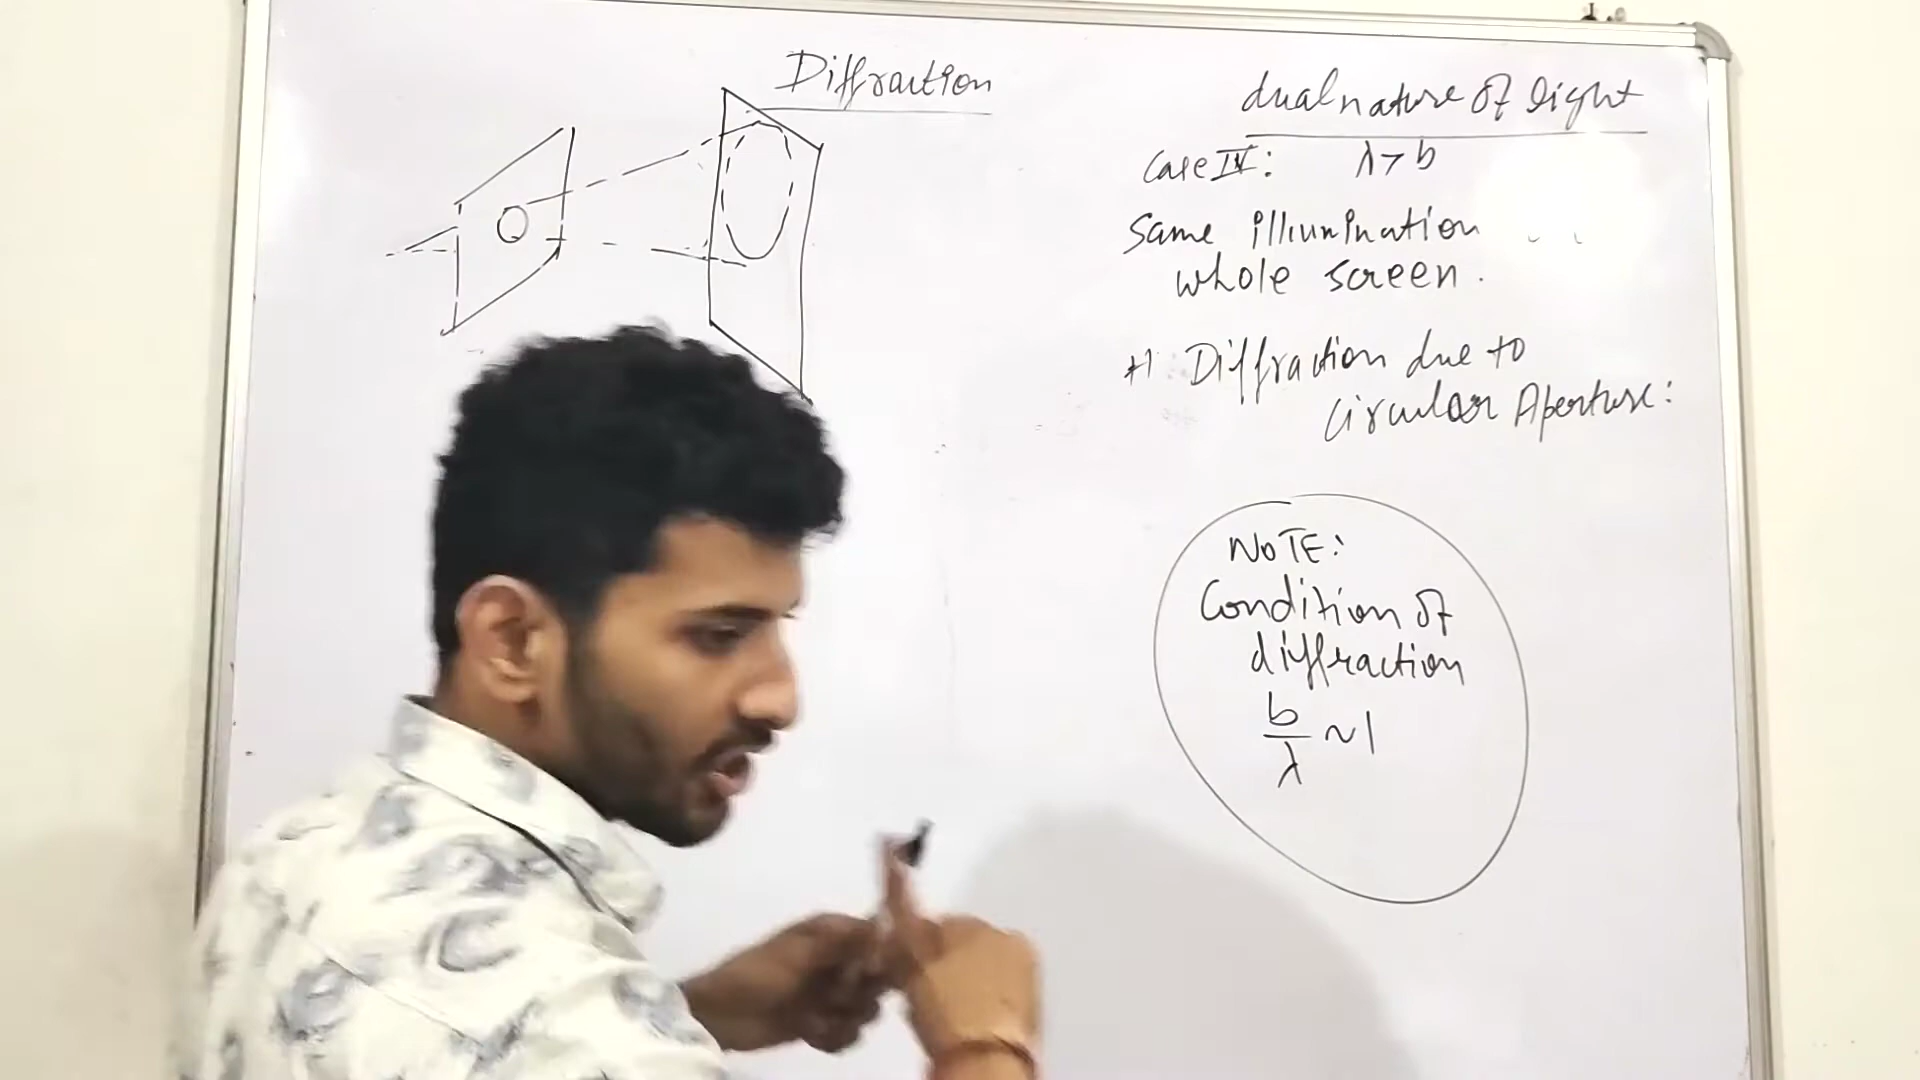 Diffraction
dual nature of light
Case IV: λ > b
Same illumination
whole screen.
Diffraction due to
Circular Aperture:
NOTE:
Condition of
diffraction
b/λ ~ 1